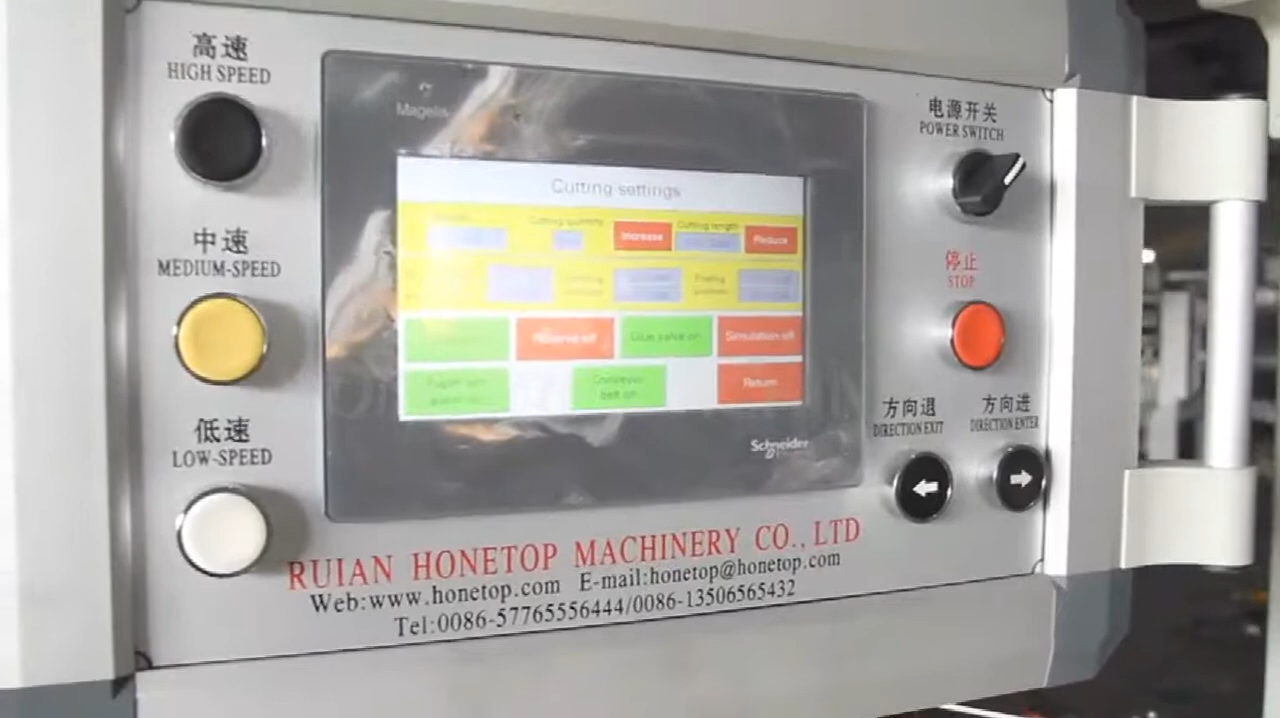 高速
HIGH SPEED
中速
MEDIUM-SPEED
低速
LOW-SPEED
Magelis
Cutting settings
Cutting quantity
Increase
Cutting length
Reduce
Glue valve on
Simulation off
Conveyor
belt on
Return
Schneider
电源开关
POWER SWITCH
停止
STOP
方向退
DIRECTION EXIT
方向进
DIRECTION ENTER
RUIAN HONETOP MACHINERY CO., LTD
Web:www.honetop.com E-mail:honetop@honetop.com
Tel:0086-57765556444/0086-13506565432